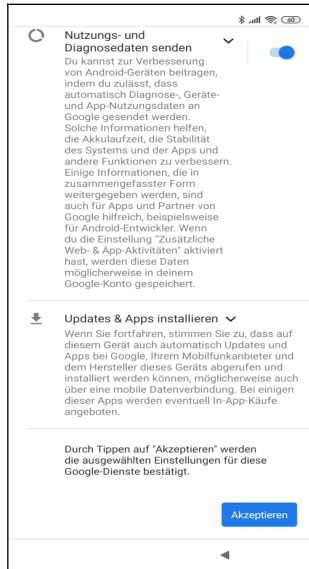 60
Nutzungs- und
Diagnosedaten senden
Du kannst zur Verbesserung
von Android-Geräten beitragen,
indem du zulässt, dass
automatisch Diagnose-, Geräte-
und App-Nutzungsdaten an
Google gesendet werden.
Solche Informationen helfen,
die Akkulaufzeit, die Stabilität
des Systems und der Apps und
andere Funktionen zu verbessern.
Einige Informationen, die in
zusammengefasster Form
weitergegeben werden, sind
auch für Apps und Partner von
Google hilfreich, beispielsweise
für Android-Entwickler. Wenn
du die Einstellung "Zusätzliche
Web- & App-Aktivitäten" aktiviert
hast, werden diese Daten
möglicherweise in deinem
Google-Konto gespeichert.
Updates & Apps installieren
Wenn Sie fortfahren, stimmen Sie zu, dass auf
diesem Gerät auch automatisch Updates und
Apps bei Google, Ihrem Mobilfunkanbieter und
dem Hersteller dieses Geräts abgerufen und
installiert werden können, möglicherweise auch
über eine mobile Datenverbindung. Bei einigen
dieser Apps werden eventuell In-App-Käufe
angeboten.
Durch Tippen auf "Akzeptieren" werden
die ausgewählten Einstellungen für diese
Google-Dienste bestätigt.
Akzeptieren